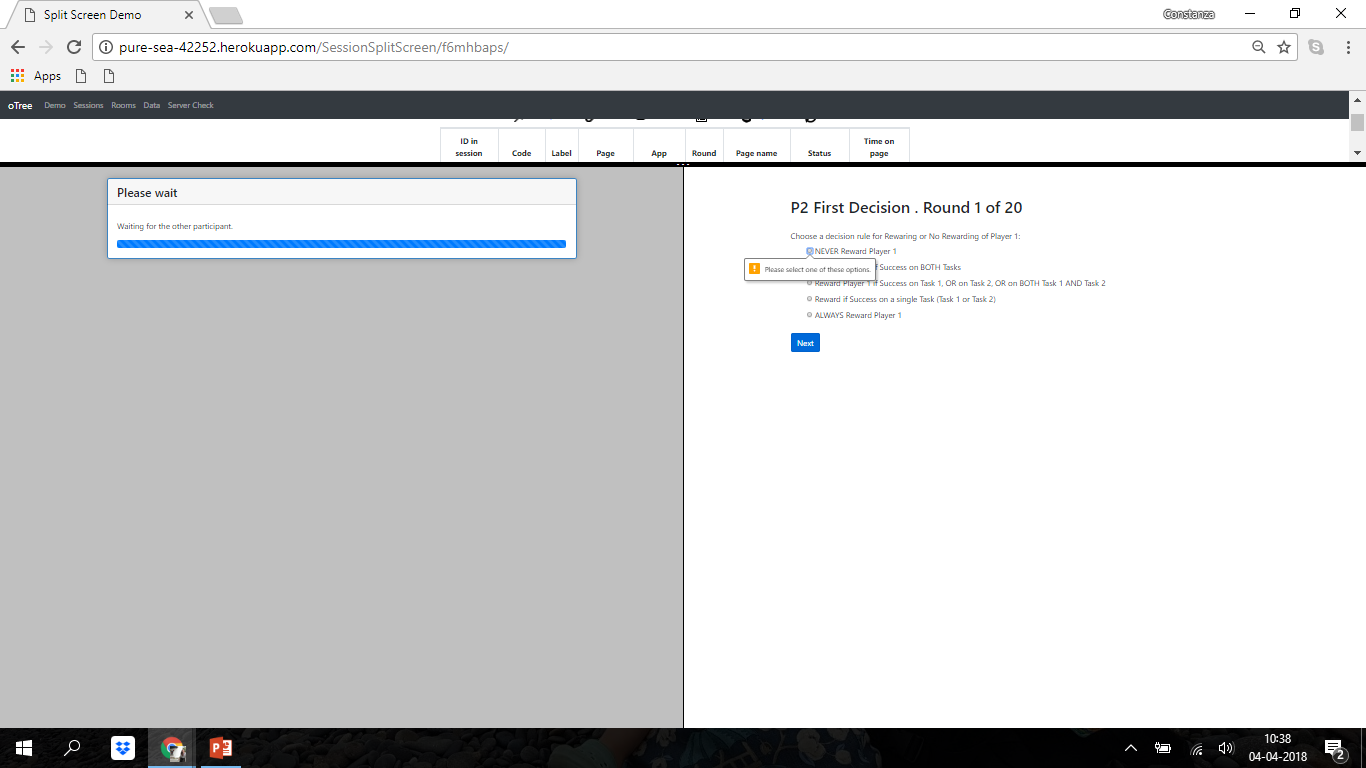 Split Screen Demo
Constanza
pure-sea-42252.herokuapp.com/SessionSplitScreen/f6mhbaps/
Apps
oTree Demo Sessions Rooms Data Server Check
ID in session Code Label Page App Round Page name Status Time on page
Please wait
Waiting for the other participant.
P2 First Decision . Round 1 of 20
Choose a decision rule for Rewaring or No Rewarding of Player 1:
NEVER Reward Player 1
Please select one of these options.
if Success on BOTH Tasks
Reward Player 1 if Success on Task 1, OR on Task 2, OR on BOTH Task 1 AND Task 2
Reward if Success on a single Task (Task 1 or Task 2)
ALWAYS Reward Player 1
Next
10:38
04-04-2018
2